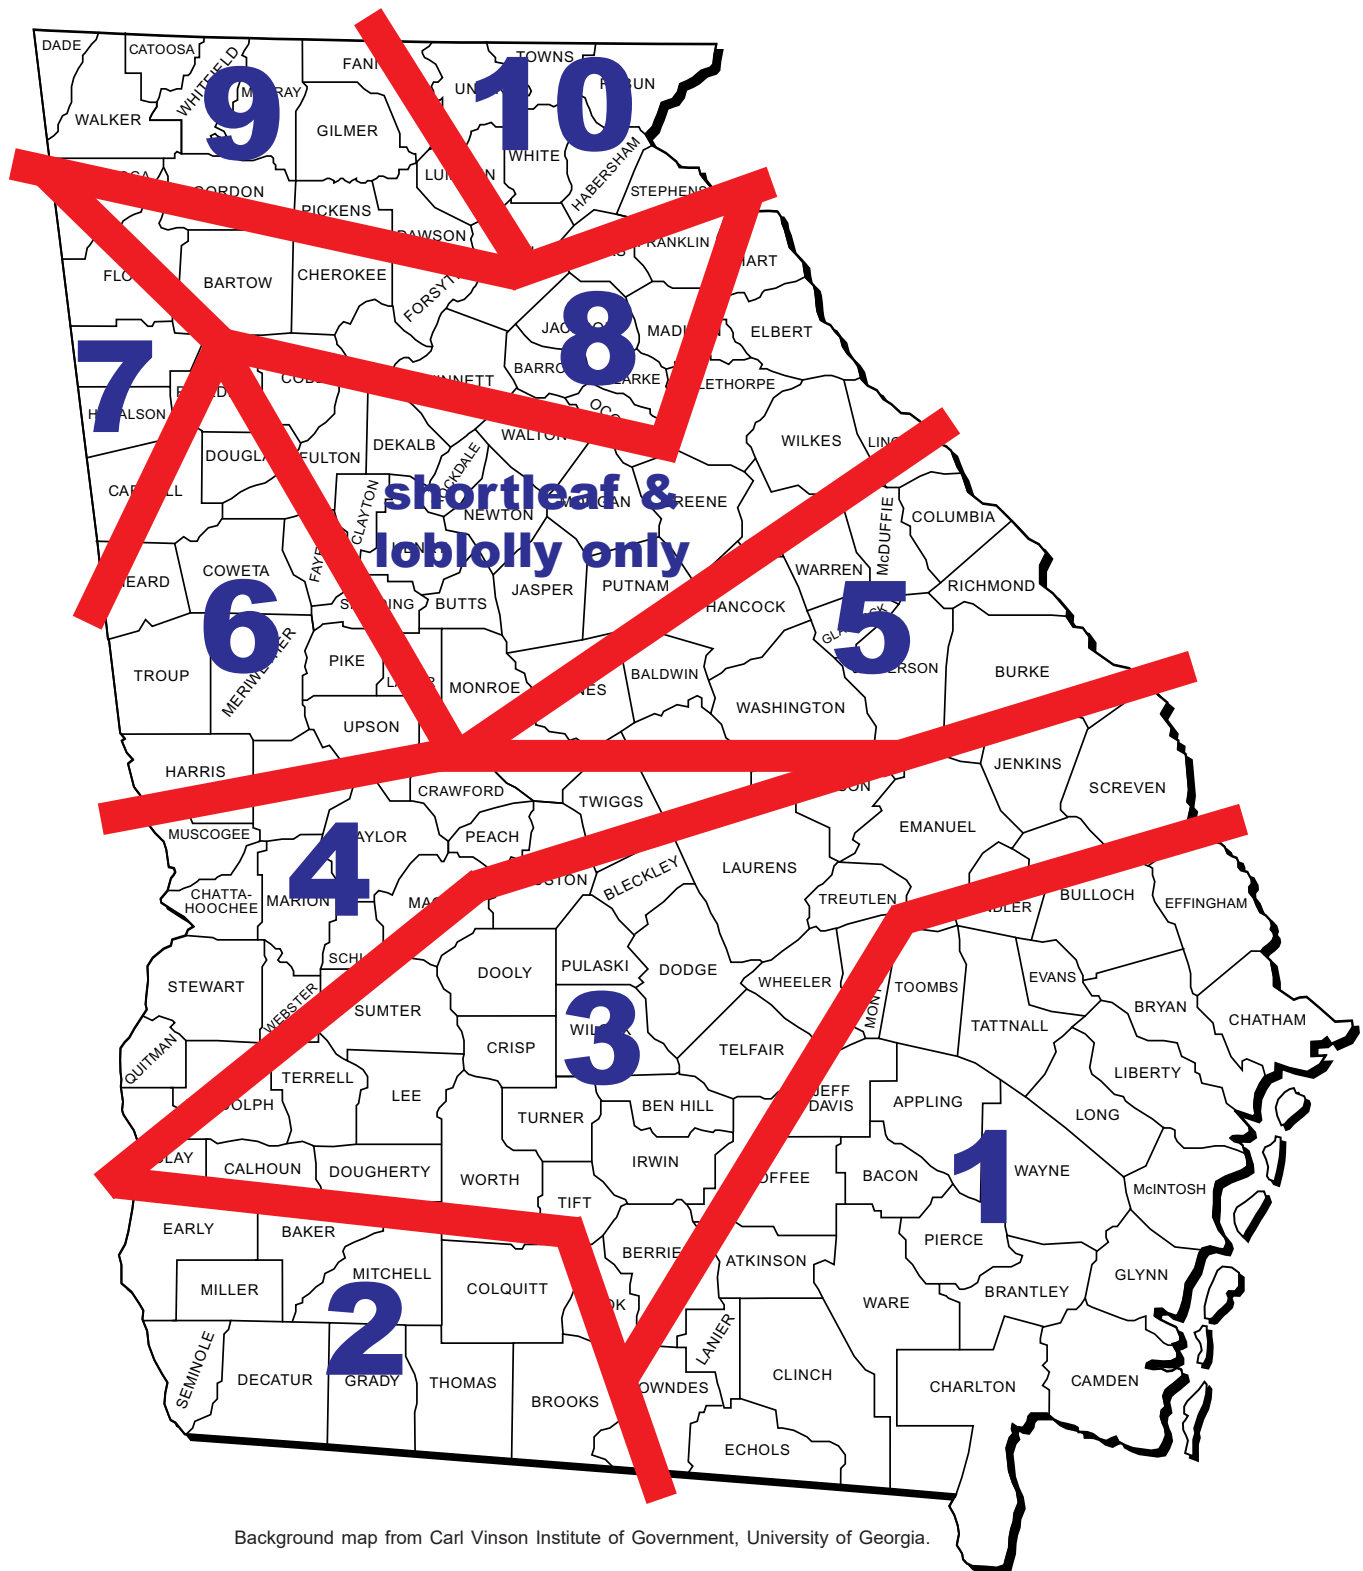 DADE
CATOOSA
WHITFIELD
TOWNS
WALKER
GILMER
9
10
WHITE
HABERSHAM
STEPHENS
PICKENS
DAWSON
CHEROKEE
BARTOW
8
ELBERT
7
BARTOW
WALTON
DEKALB
WILKES
FULTON
shortleaf &
loblolly only
NEWTON
CLAYTON
COLUMBIA
McDUFFIE
WARREN
RICHMOND
COWETA
JASPER
PUTNAM
BUTTS
HANCOCK
6
5
TROUP
MERIWETHER
PIKE
MONROE
BALDWIN
BURKE
WASHINGTON
UPSON
HARRIS
CRAWFORD
TWIGGS
JENKINS
SCREVEN
MUSCOGEE
PEACH
EMANUEL
4
LAURENS
BLECKLEY
CHATTA-
HOOCHEE
MARION
TREUTLEN
BULLOCH
EFFINGHAM
STEWART
WEBSTER
SUMTER
DOOLY
PULASKI
DODGE
WHEELER
TOOMBS
EVANS
BRYAN
CHATHAM
TATTNALL
3
QUITMAN
CRISP
TELFAIR
TERRELL
LEE
LIBERTY
TURNER
BEN HILL
JEFF
DAVIS
APPLING
LONG
CALHOUN
DOUGHERTY
WORTH
IRWIN
BACON
1
WAYNE
McINTOSH
TIFT
EARLY
BAKER
PIERCE
ATKINSON
MITCHELL
MILLER
COLQUITT
WARE
BRANTLEY
GLYNN
2
SEMINOLE
DECATUR
GRADY
THOMAS
BROOKS
LANIER
CLINCH
CHARLTON
CAMDEN
ECHOLS
Background map from Carl Vinson Institute of Government, University of Georgia.